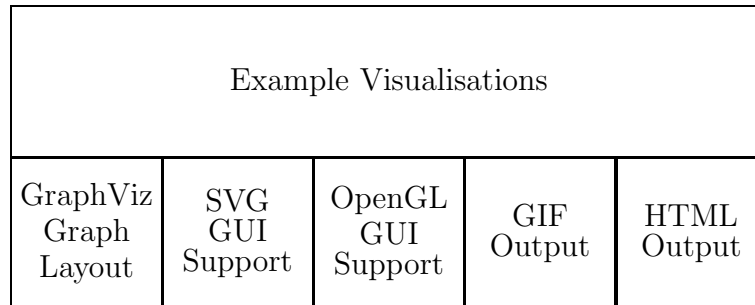 Example Visualisations
GraphViz
Graph
Layout
SVG
GUI
Support
OpenGL
GUI
Support
GIF
Output
HTML
Output